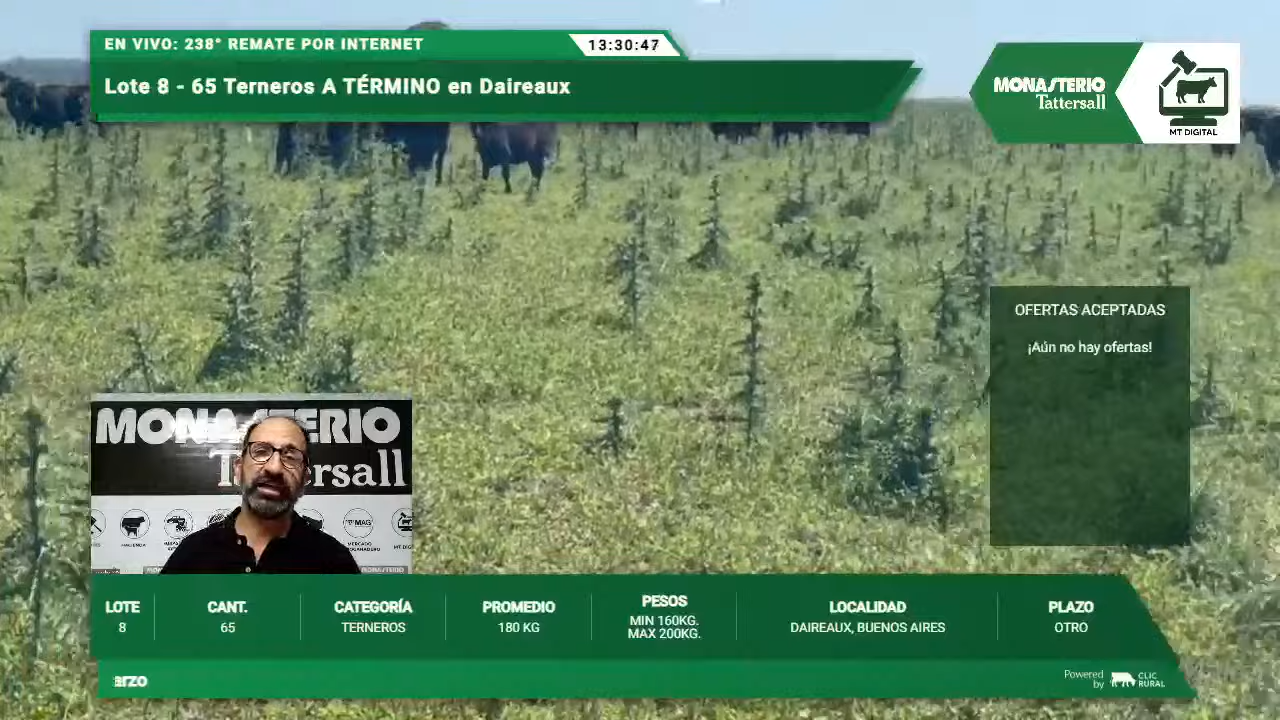 EN VIVO: 238° REMATE POR INTERNET
13:30:47
Lote 8 - 65 Terneros A TÉRMINO en Daireaux
MONASTERIO
Tattersall
MT DIGITAL
OFERTAS ACEPTADAS
¡Aún no hay ofertas!
MONASTERIO
Tattersall
MAG
LOTE
8
CANT.
65
CATEGORÍA
TERNEROS
PROMEDIO
180 KG
PESOS
MIN 160KG.
MAX 200KG.
LOCALIDAD
DAIREAUX, BUENOS AIRES
PLAZO
OTRO
arzo
Powered
by
CLIC
RURAL